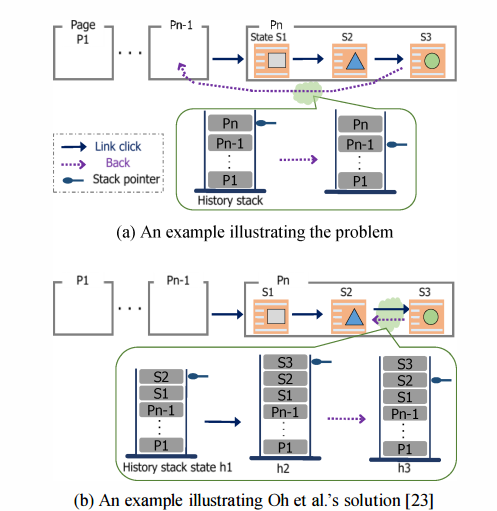 Page
P1
Pn-1
Pn
State S1
S2
S3
Link click
Back
Stack pointer
Pn
Pn-1
P1
History stack
Pn
Pn-1
P1
(a) An example illustrating the problem
P1
Pn-1
Pn
S1
S2
S3
S2
S1
Pn-1
P1
History stack state h1
S3
S2
S1
Pn-1
P1
h2
S3
S2
S1
Pn-1
P1
h3
(b) An example illustrating Oh et al.'s solution [23]